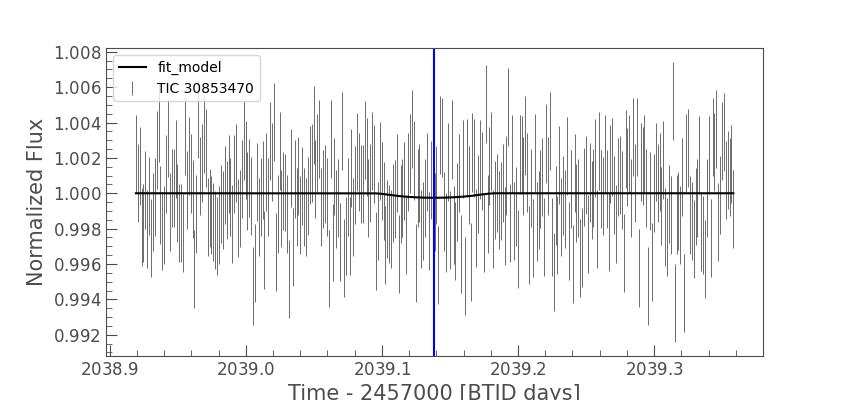 1.008
1.006
1.004
1.002
1.000
0.998
0.996
0.994
0.992
Normalized Flux
fit_model
TIC 30853470
2038.9 2039.0 2039.1 2039.2 2039.3
Time - 2457000 [BTJD days]